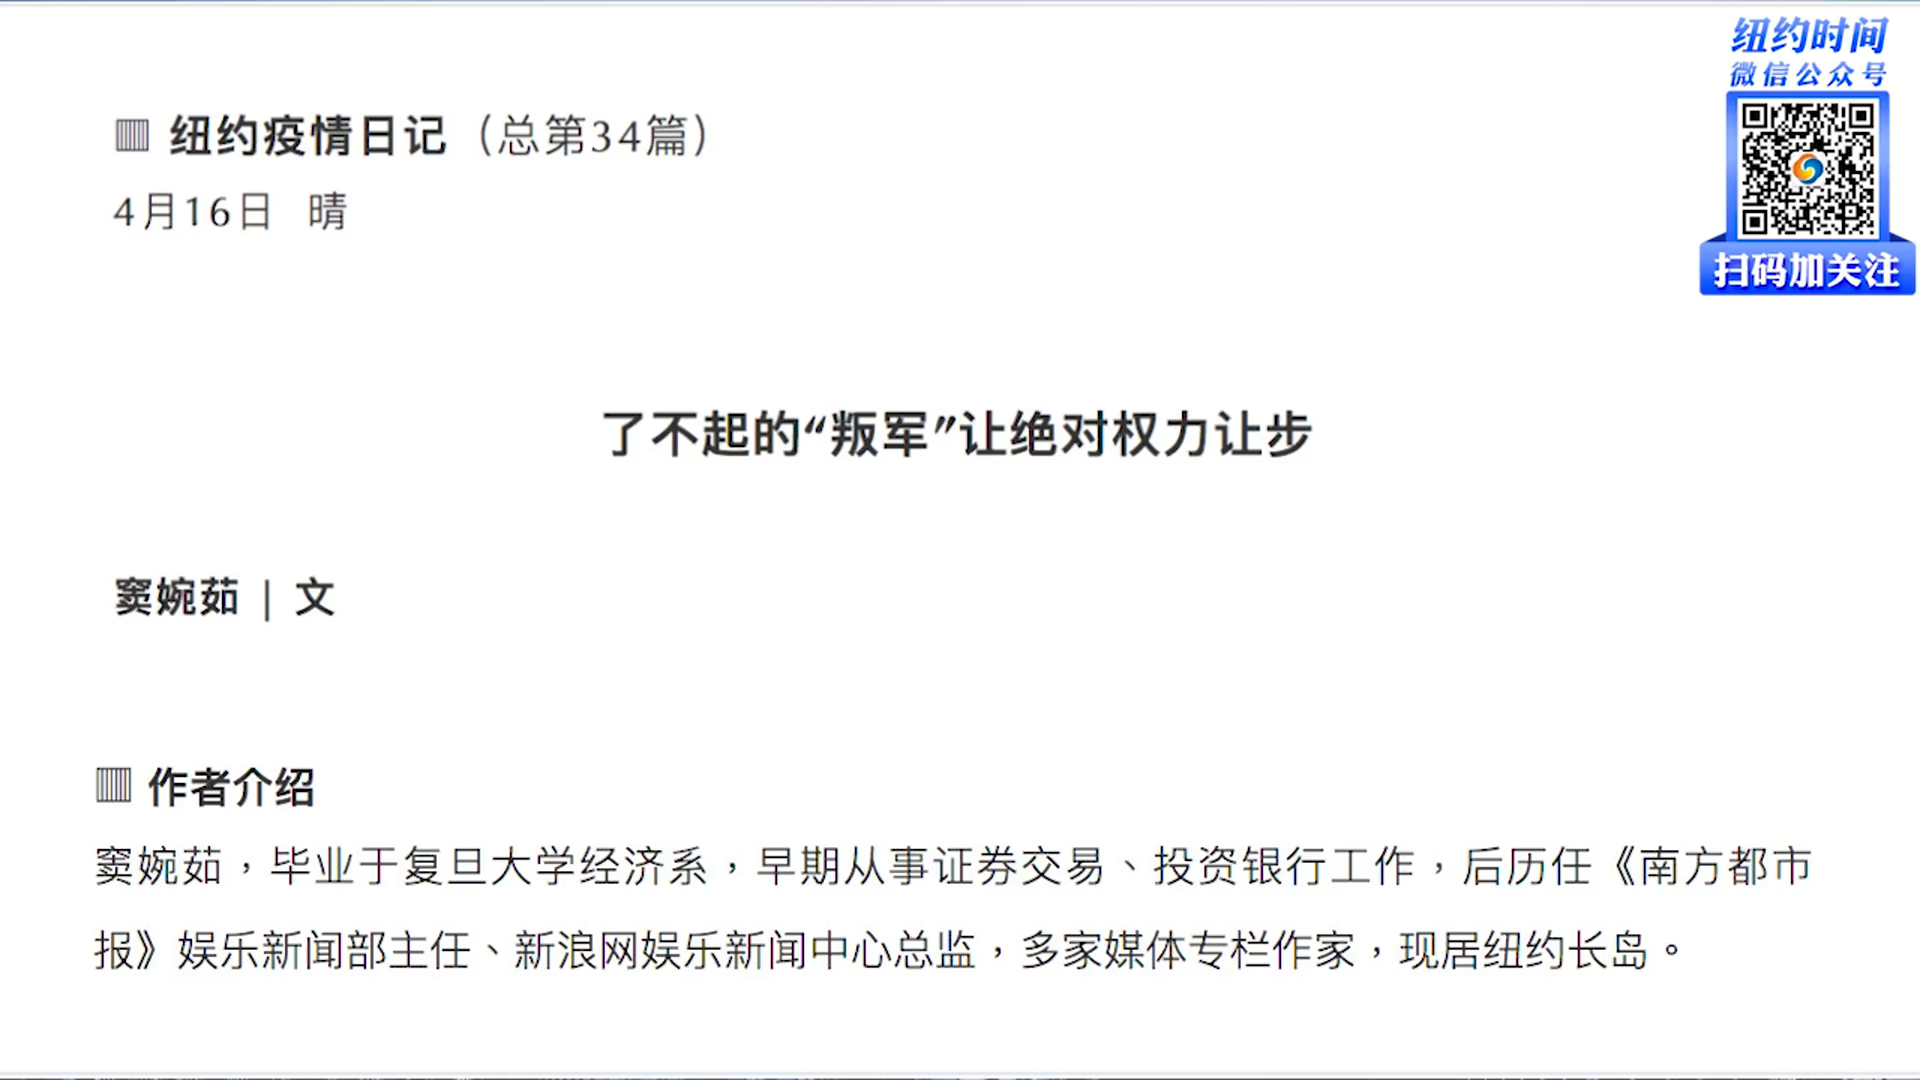 纽约时间
微信公众号
扫码加关注
纽约疫情日记（总第34篇）
4月16日 晴
了不起的“叛军”让绝对权力让步
窦婉茹 | 文
作者介绍
窦婉茹，毕业于复旦大学经济系，早期从事证券交易、投资银行工作，后历任《南方都市
报》娱乐新闻部主任、新浪网娱乐新闻中心总监，多家媒体专栏作家，现居纽约长岛。